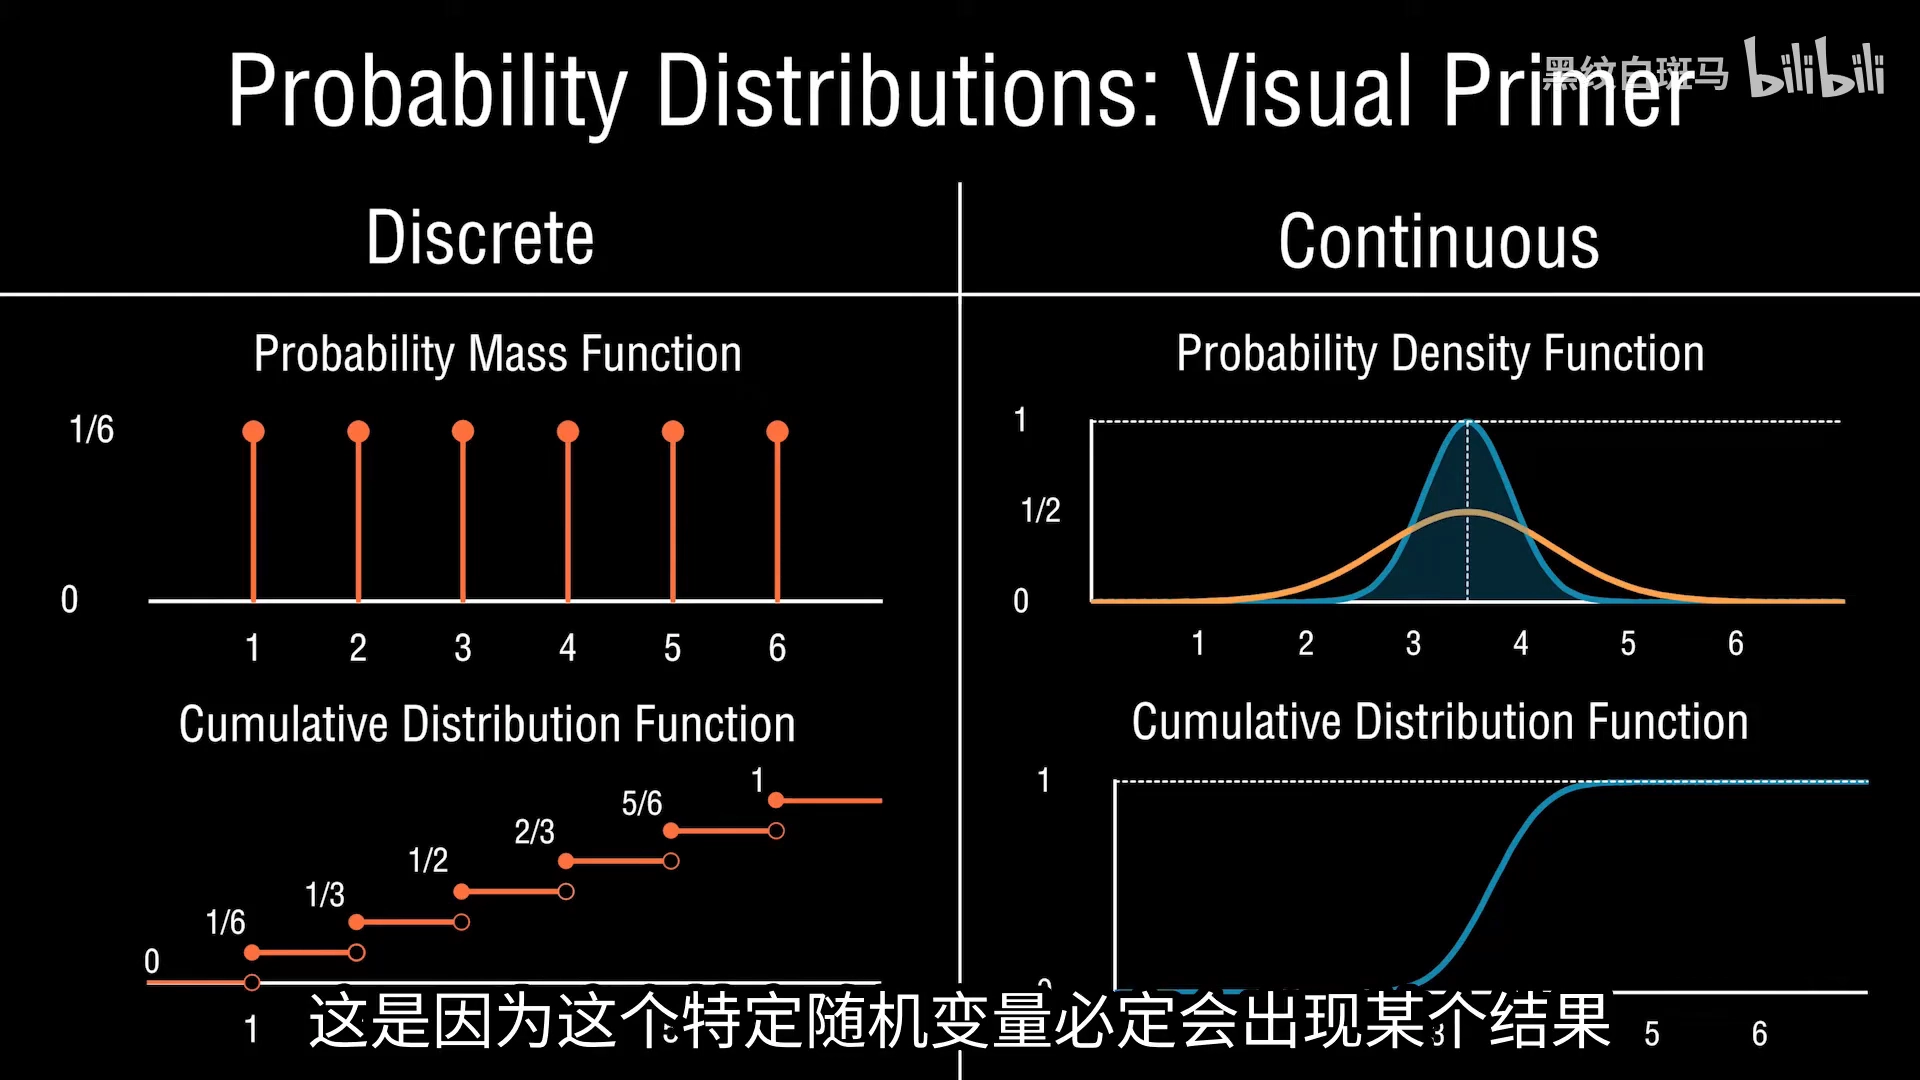 Probability Distributions: Visual Primer
黑纹白斑马 bilibili
Discrete
Continuous
Probability Mass Function
1/6
0
1 2 3 4 5 6
Probability Density Function
1
1/2
0
1 2 3 4 5 6
Cumulative Distribution Function
0 1/6 1/3 1/2 2/3 5/6 1
1
Cumulative Distribution Function
1
3 5 6
这是因为这个特定随机变量必定会出现某个结果